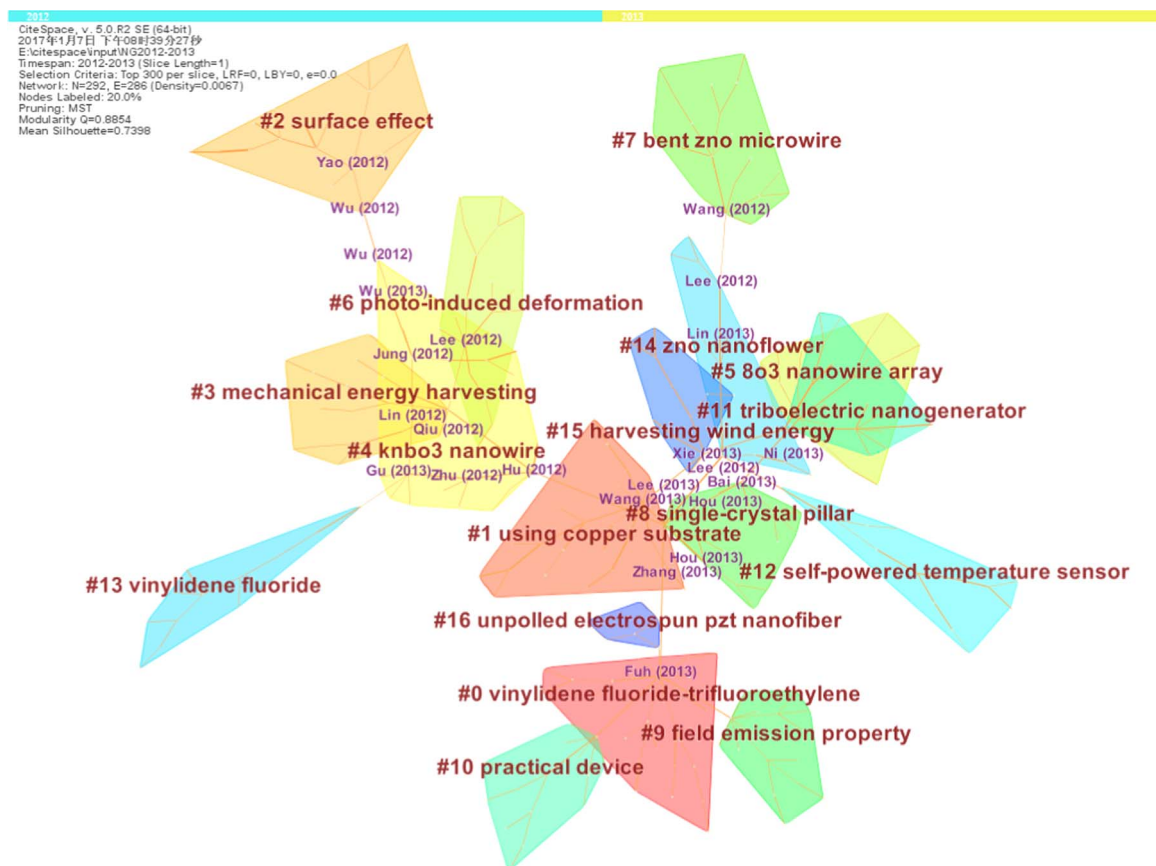 2012
2013
CiteSpace, v. 5.0.R2 SE (64-bit)
2017年1月7日 下午08时39分27秒
E:\citespace\input\NG2012-2013
Timespan: 2012-2013 (Slice Length=1)
Selection Criteria: Top 300 per slice, LRF=0, LBY=0, e=0.0
Network: N=292, E=286 (Density=0.0067)
Nodes Labeled: 20.0%
Pruning: MST
Modularity Q=0.8854
Mean Silhouette=0.7398
#2 surface effect
#7 bent zno microwire
Yao (2012)
Wu (2012)
Wang (2012)
Wu (2012)
Lee (2012)
Wu (2013)
#6 photo-induced deformation
Lee (2012)
Lin (2013)
#14 zno nanoflower
Jung (2012)
#5 8o3 nanowire array
#3 mechanical energy harvesting
Lin (2012)
#11 triboelectric nanogenerator
Qiu (2012)
#15 harvesting wind energy
#4 knbo3 nanowire
Xie (2013)
Ni (2013)
Gu (2013)
Zhu (2012)
Hu (2012)
Lee (2012)
Lee (2013)
Bai (2013)
Wang (2013)
Hou (2013)
#8 single-crystal pillar
#1 using copper substrate
Hou (2013)
Zhang (2013)
#12 self-powered temperature sensor
#13 vinylidene fluoride
#16 unpolled electrospun pzt nanofiber
Fuh (2013)
#0 vinylidene fluoride-trifluoroethylene
#9 field emission property
#10 practical device